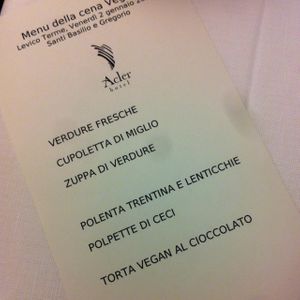 Menu della cena
Levico Terme, Venerdì 2 gennaio
Santi Basilio e Gregorio
Adler
hotel
VERDURE FRESCHE
CUPOLETTA DI MIGLIO
ZUPPA DI VERDURE
POLENTA TRENTINA E LENTICCHIE
POLPETTE DI CECI
TORTA VEGAN AL CIOCCOLATO